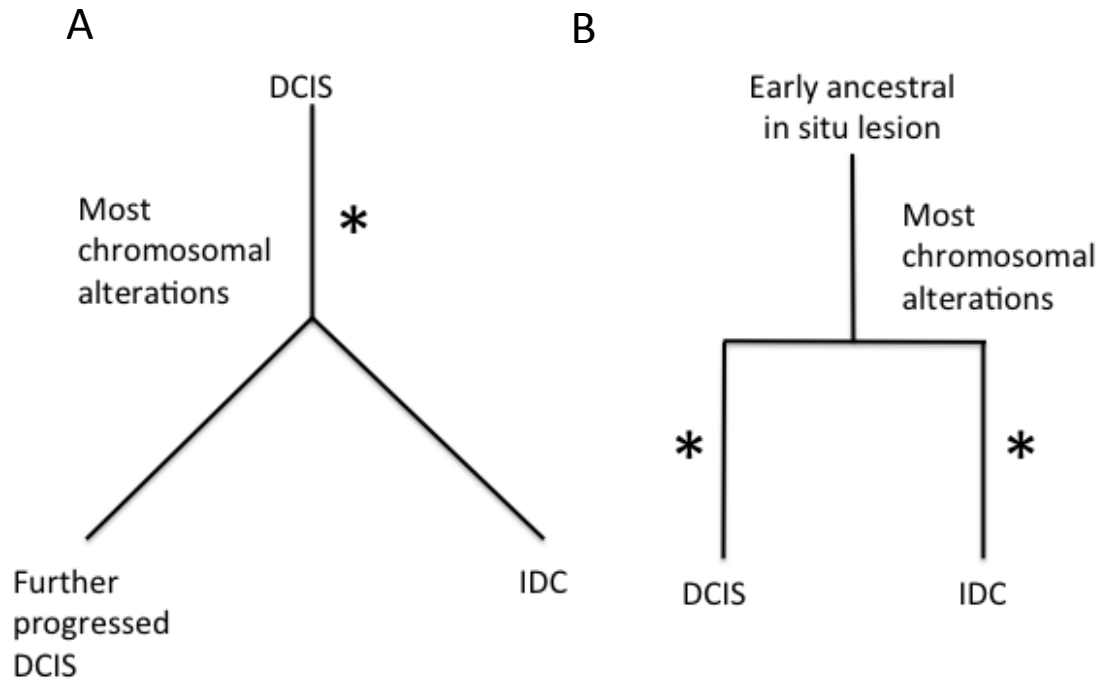 A
DCIS
Most
chromosomal
alterations
*
Further
progressed
DCIS
IDC
B
Early ancestral
in situ lesion
Most
chromosomal
alterations
*
*
DCIS
IDC